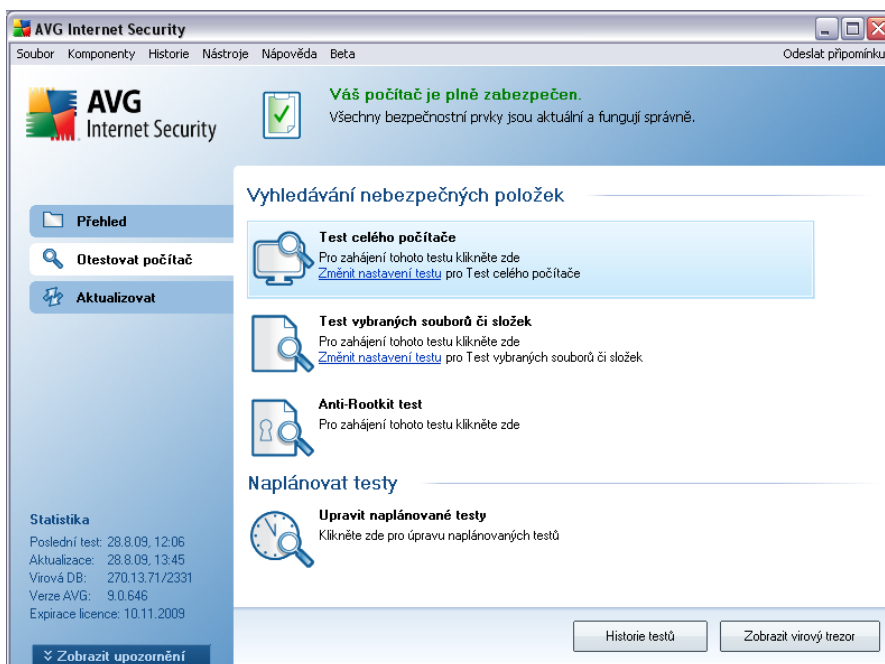 AVG Internet Security
Soubor Komponenty Historie Nástroje Nápověda Beta Odeslat připomínku
AVG
Internet Security
Váš počítač je plně zabezpečen.
Všechny bezpečnostní prvky jsou aktuální a fungují správně.
Přehled
Otestovat počítač
Aktualizovat
Vyhledávání nebezpečných položek
Test celého počítače
Pro zahájení tohoto testu klikněte zde
Změnit nastavení testu pro Test celého počítače
Test vybraných souborů či složek
Pro zahájení tohoto testu klikněte zde
Změnit nastavení testu pro Test vybraných souborů či složek
Anti-Rootkit test
Pro zahájení tohoto testu klikněte zde
Naplánovat testy
Upravit naplánované testy
Klikněte zde pro úpravu naplánovaných testů
Statistika
Poslední test: 28.8.09, 12:06
Aktualizace: 28.8.09, 13:45
Virová DB: 270.13.71/2331
Verze AVG: 9.0.646
Expirace licence: 10.11.2009
Zobrazit upozornění
Historie testů
Zobrazit virový trezor